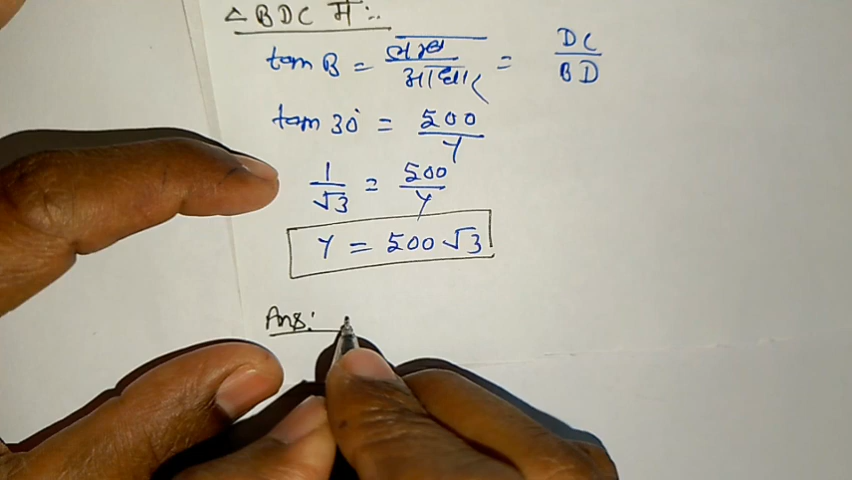 △ BDC में :-
tan B = लम्ब / आधार = DC / BD
tan 30° = 500 / Y
1 / √3 = 500 / Y
Y = 500 √3
Ans: